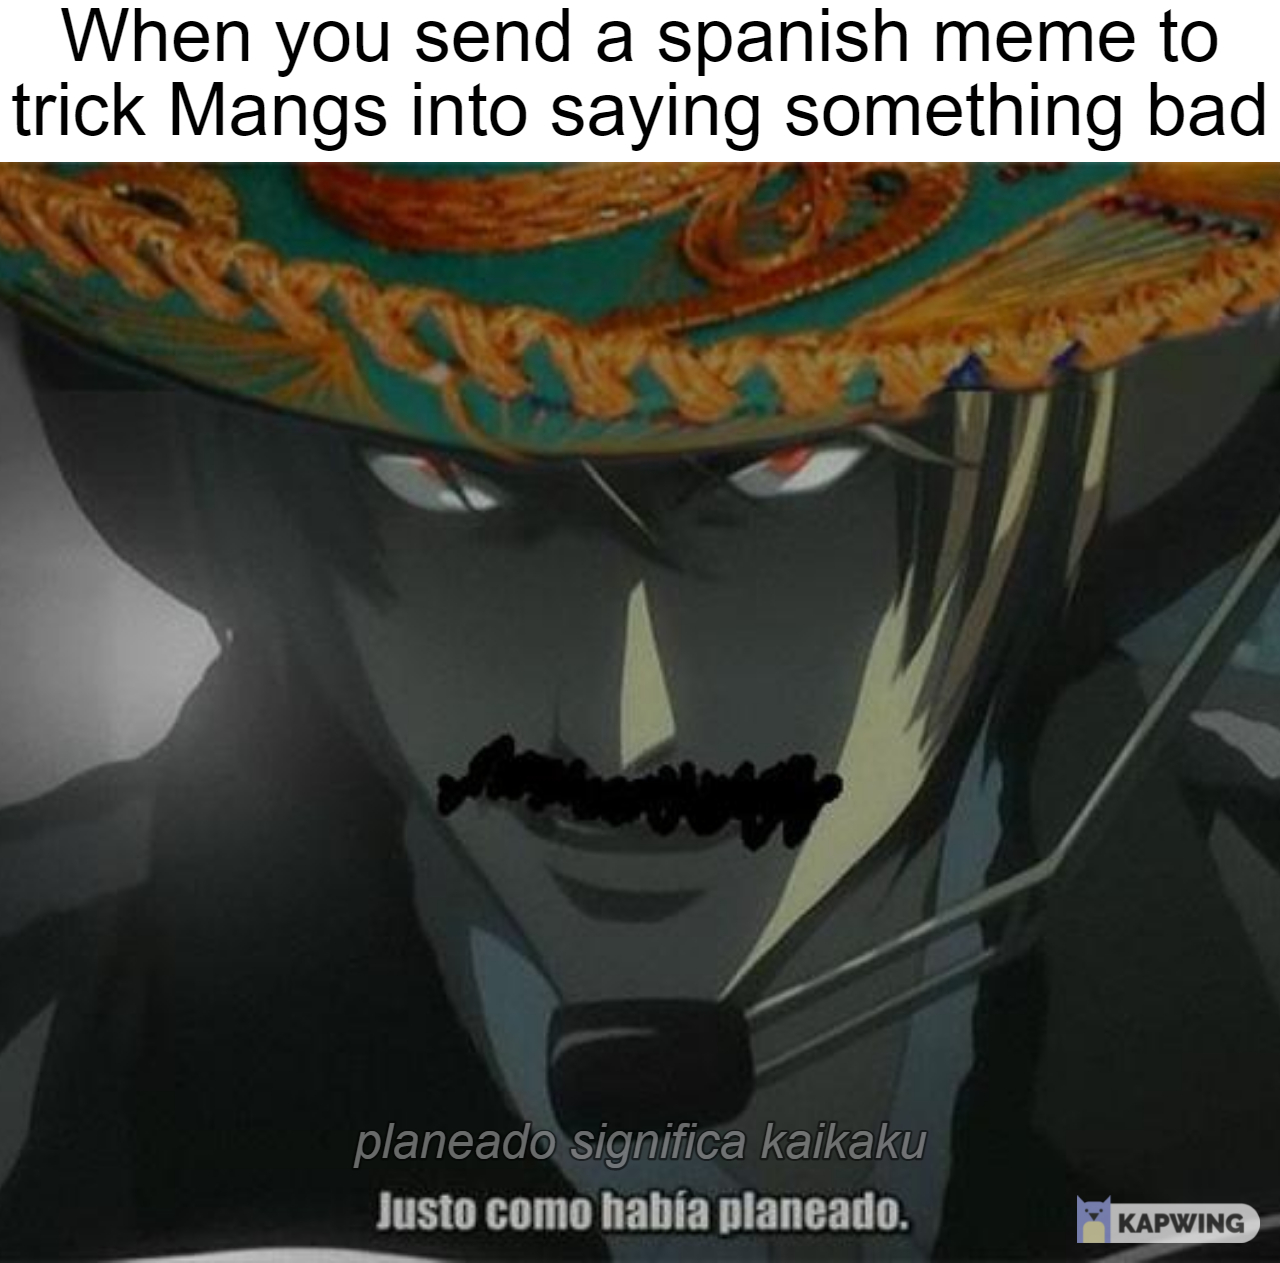 When you send a spanish meme to
trick Mangs into saying something bad
planeado significa kaikaku
Justo como había planeado.
KAPWING